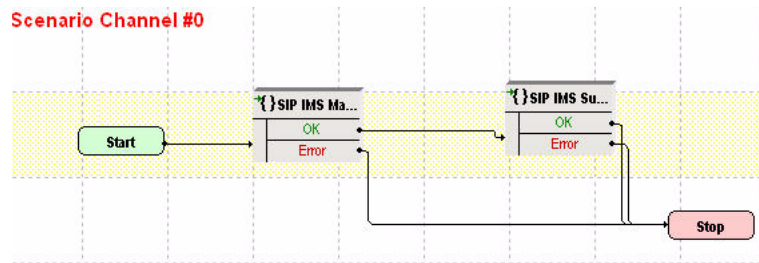 Scenario Channel #0
{ } SIP IMS Ma...
OK
Error
{ } SIP IMS Su...
OK
Error
Start
Stop